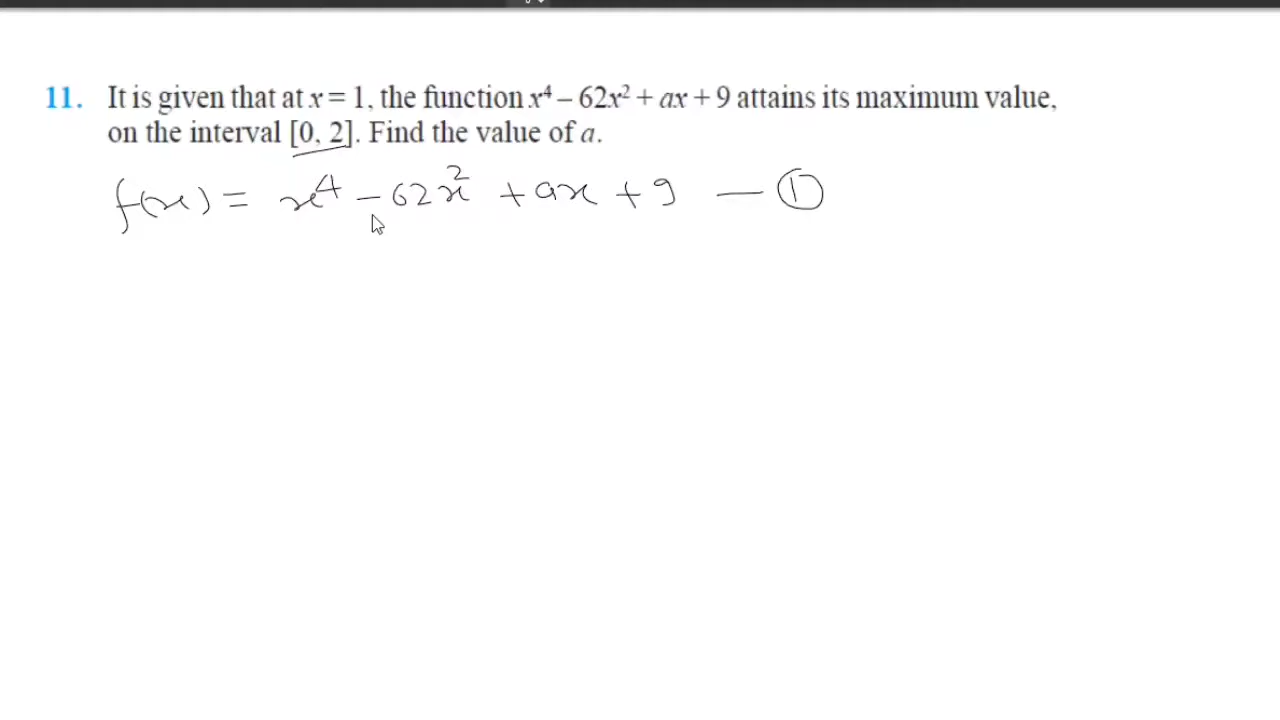 11. It is given that at x = 1, the function x⁴ – 62x² + ax + 9 attains its maximum value,
on the interval [0, 2]. Find the value of a.
f(x) = x⁴ – 62x² + ax + 9 — ①